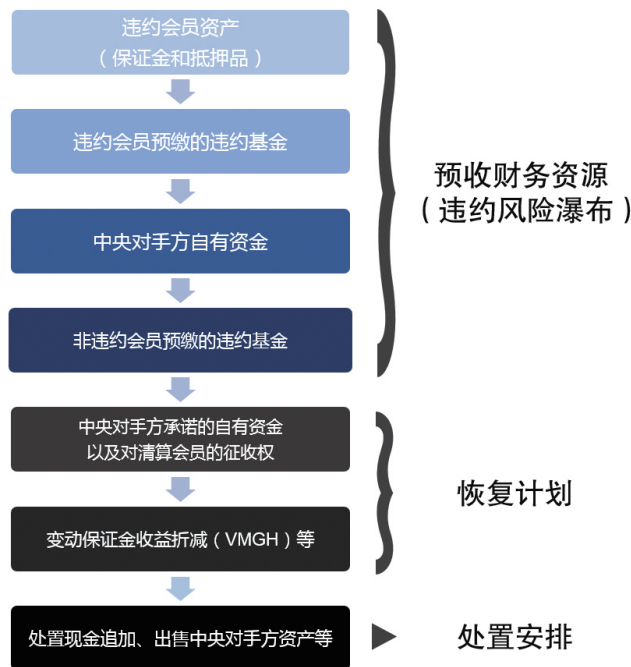 违约会员资产
（保证金和抵押品）
违约会员预缴的违约基金
中央对手方自有资金
非违约会员预缴的违约基金
预收财务资源
（违约风险瀑布）
中央对手方承诺的自有资金
以及对清算会员的征收权
变动保证金收益折减（VMGH）等
恢复计划
处置现金追加、出售中央对手方资产等
处置安排